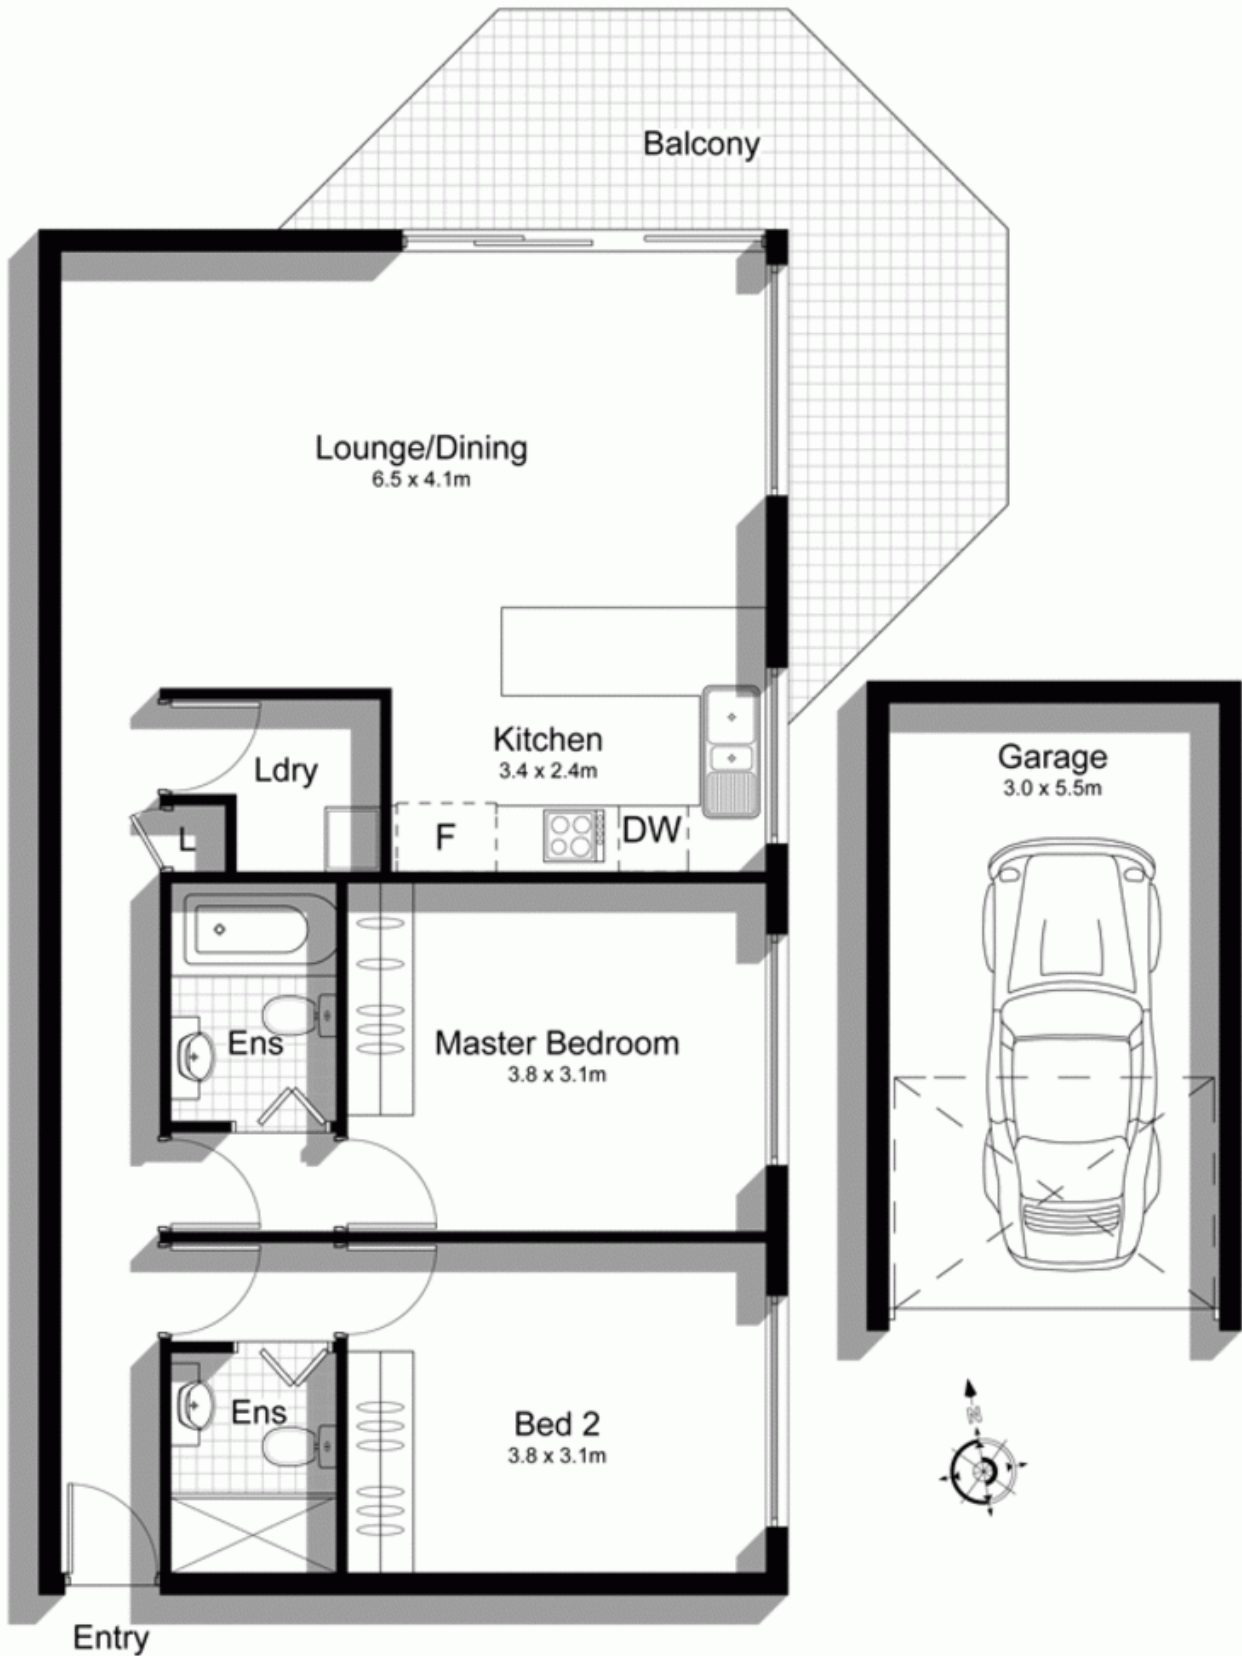 Balcony
Lounge/Dining
6.5 x 4.1m
Kitchen
3.4 x 2.4m
Ldry
L
F
DW
Garage
3.0 x 5.5m
Ens
Master Bedroom
3.8 x 3.1m
Ens
Bed 2
3.8 x 3.1m
N
Entry